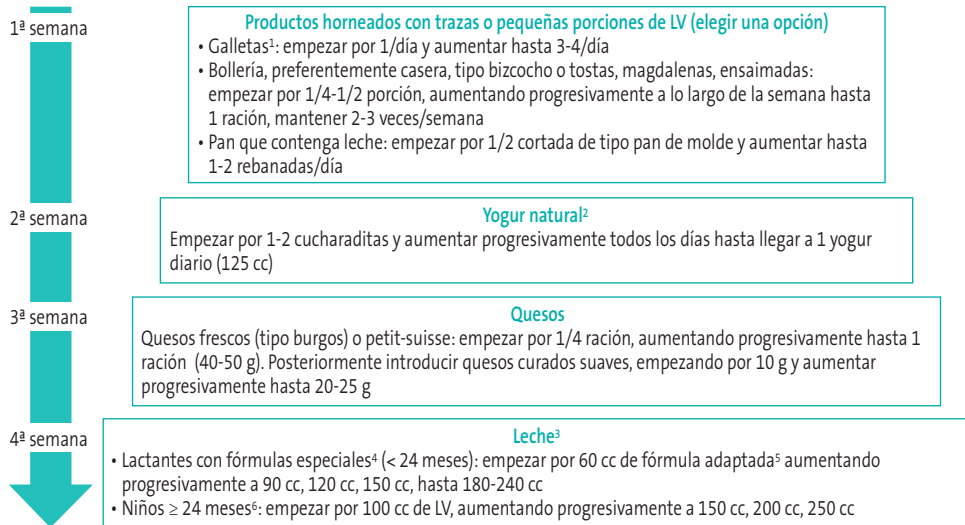 1ª semana
Productos horneados con trazas o pequeñas porciones de LV (elegir una opción)
• Galletas¹: empezar por 1/día y aumentar hasta 3-4/día
• Bollería, preferentemente casera, tipo bizcocho o tostas, magdalenas, ensaimadas:
empezar por 1/4-1/2 porción, aumentando progresivamente a lo largo de la semana hasta
1 ración, mantener 2-3 veces/semana
• Pan que contenga leche: empezar por 1/2 cortada de tipo pan de molde y aumentar hasta
1-2 rebanadas/día
2ª semana
Yogur natural²
Empezar por 1-2 cucharaditas y aumentar progresivamente todos los días hasta llegar a 1 yogur
diario (125 cc)
3ª semana
Quesos
Quesos frescos (tipo burgos) o petit-suisse: empezar por 1/4 ración, aumentando progresivamente hasta 1
ración (40-50 g). Posteriormente introducir quesos curados suaves, empezando por 10 g y aumentar
progresivamente hasta 20-25 g
4ª semana
Leche³
• Lactantes con fórmulas especiales⁴ (< 24 meses): empezar por 60 cc de fórmula adaptada⁵ aumentando
progresivamente a 90 cc, 120 cc, 150 cc, hasta 180-240 cc
• Niños ≥ 24 meses⁶: empezar por 100 cc de LV, aumentando progresivamente a 150 cc, 200 cc, 250 cc